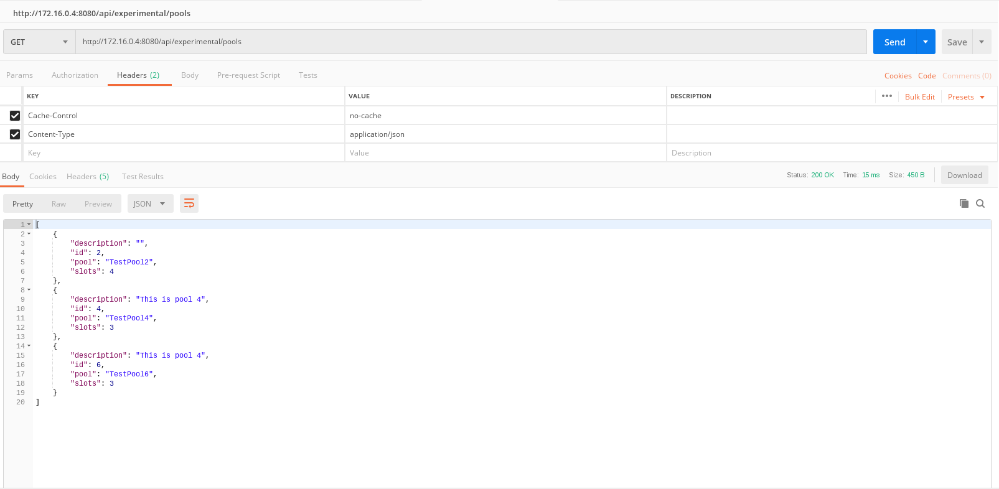 http://172.16.0.4:8080/api/experimental/pools
GET http://172.16.0.4:8080/api/experimental/pools Send Save
Params Authorization Headers (2) Body Pre-request Script Tests Cookies Code Comments (0)
KEY VALUE DESCRIPTION ••• Bulk Edit Presets
Cache-Control no-cache
Content-Type application/json
Key Value Description
Body Cookies Headers (5) Test Results Status: 200 OK Time: 15 ms Size: 450 B Download
Pretty Raw Preview JSON
1 [
2 {
3 "description": "",
4 "id": 2,
5 "pool": "TestPool2",
6 "slots": 4
7 },
8 {
9 "description": "This is pool 4",
10 "id": 4,
11 "pool": "TestPool4",
12 "slots": 3
13 },
14 {
15 "description": "This is pool 4",
16 "id": 6,
17 "pool": "TestPool6",
18 "slots": 3
19 }
20 ]